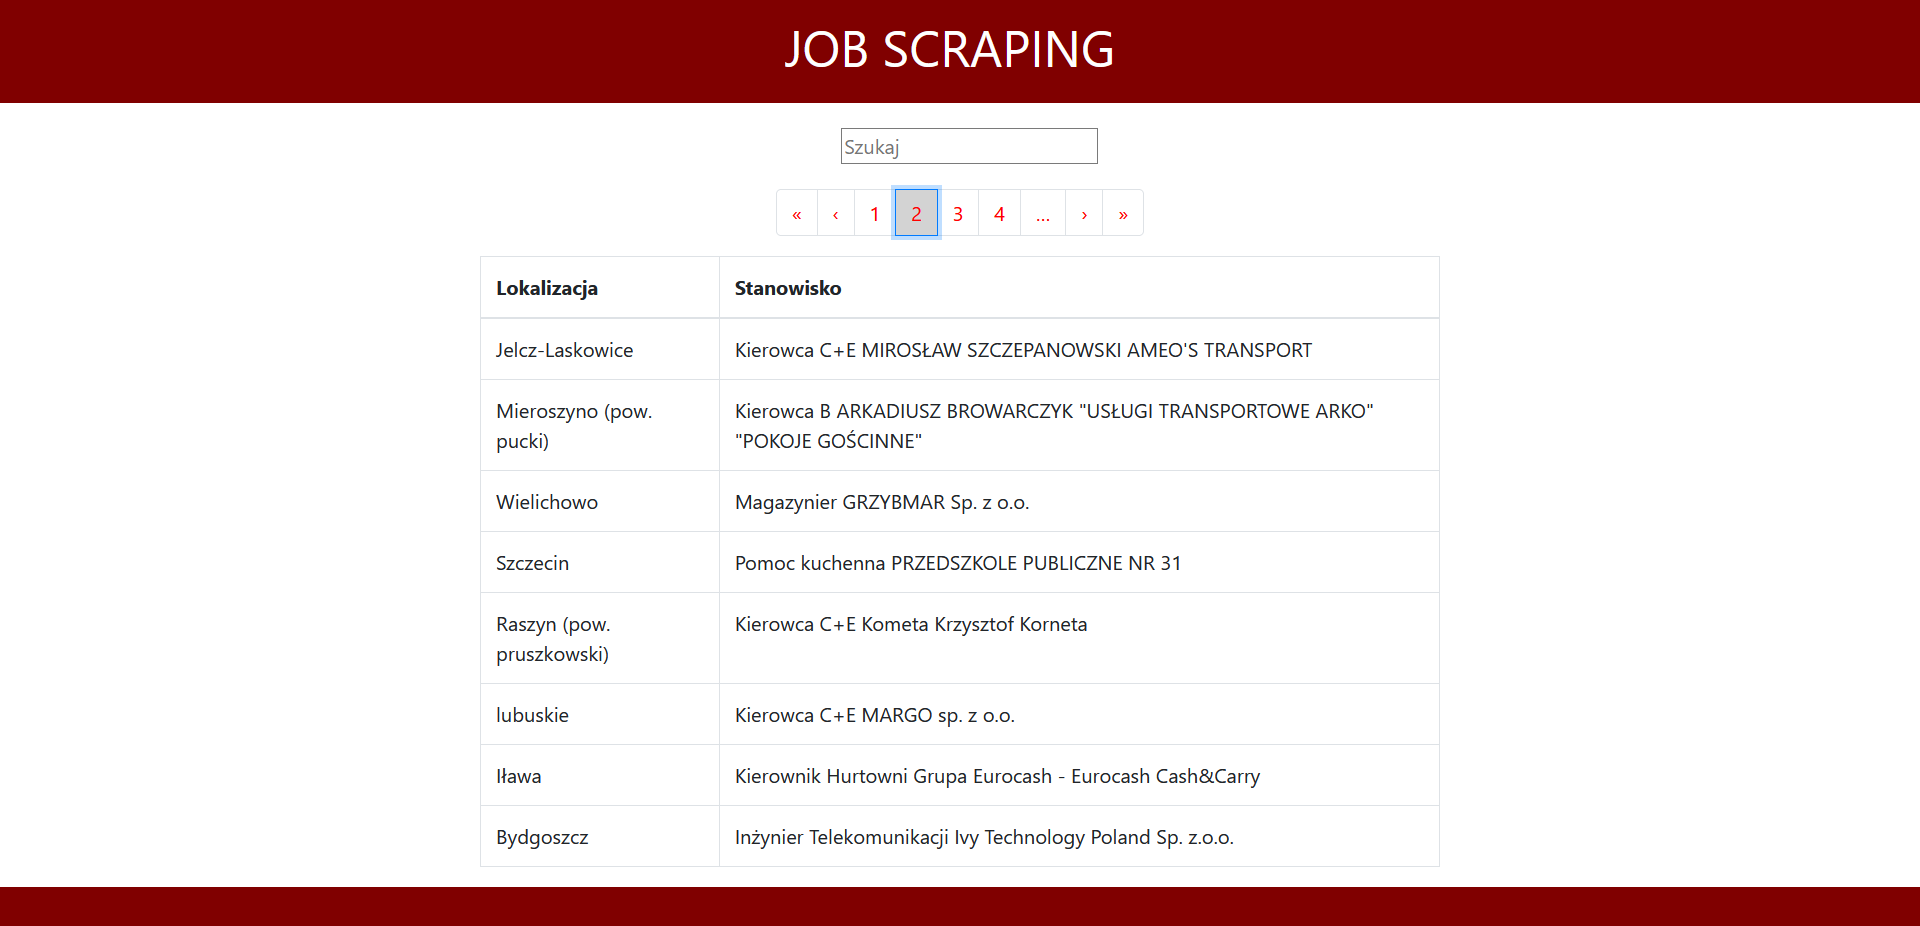 JOB SCRAPING
Szukaj
« ‹ 1 2 3 4 … › »
Lokalizacja Stanowisko
Jelcz-Laskowice Kierowca C+E MIROSŁAW SZCZEPANOWSKI AMEO'S TRANSPORT
Mieroszyno (pow. pucki) Kierowca B ARKADIUSZ BROWARCZYK "USŁUGI TRANSPORTOWE ARKO" "POKOJE GOŚCINNE"
Wielichowo Magazynier GRZYBMAR Sp. z o.o.
Szczecin Pomoc kuchenna PRZEDSZKOLE PUBLICZNE NR 31
Raszyn (pow. pruszkowski) Kierowca C+E Kometa Krzysztof Korneta
lubuskie Kierowca C+E MARGO sp. z o.o.
Iława Kierownik Hurtowni Grupa Eurocash - Eurocash Cash&Carry
Bydgoszcz Inżynier Telekomunikacji Ivy Technology Poland Sp. z.o.o.